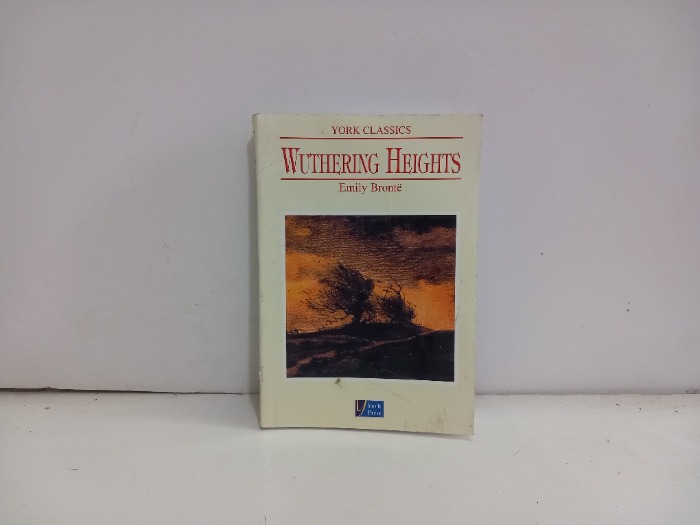 YORK CLASSICS
WUTHERING HEIGHTS
Emily Brontë
York
Press